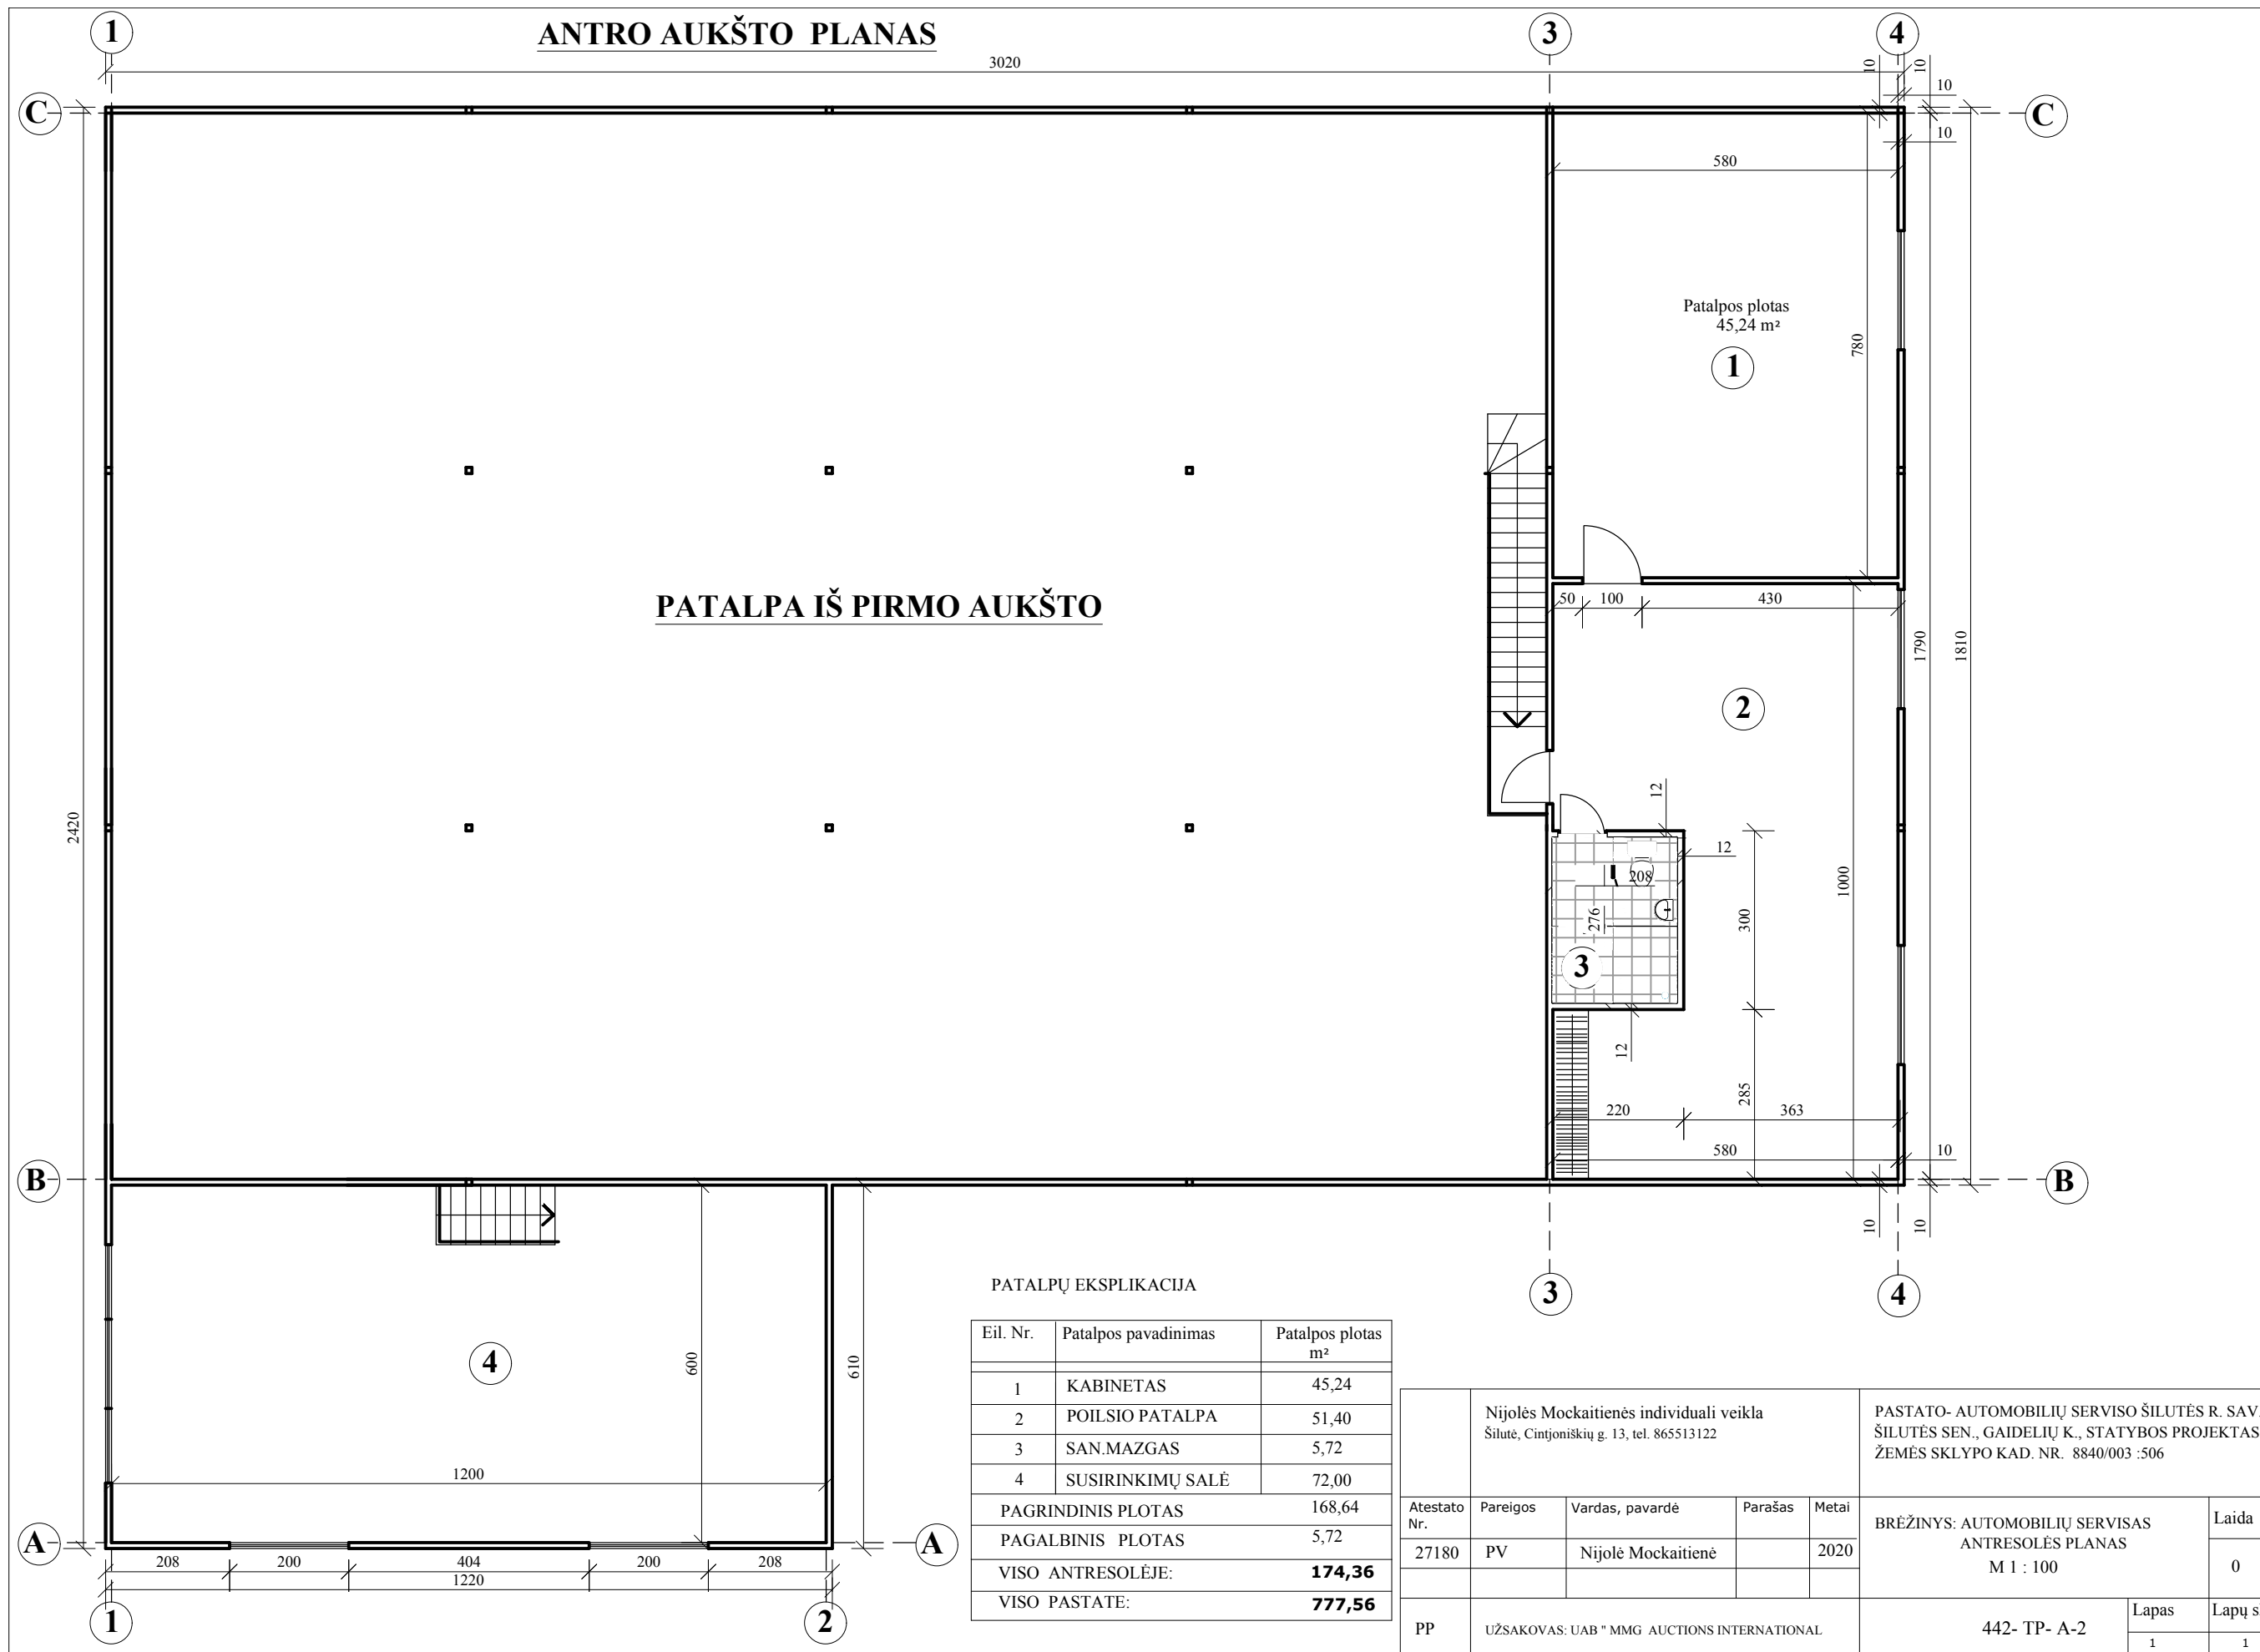 ANTRO AUKŠTO PLANAS
1
3
4
3020
10
10
10
10
C
C
580
Patalpos plotas
45,24 m²
1
780
PATALPA IŠ PIRMO AUKŠTO
50
100
430
1790
1810
2
2420
12
12
208
276
300
1000
3
12
285
220
363
580
10
B
B
10
10
3
4
600
610
4
1200
A
A
208
200
404
200
208
1220
1
2
PATALPŲ EKSPLIKACIJA
Eil. Nr. Patalpos pavadinimas Patalpos plotas
m²
1 KABINETAS 45,24
2 POILSIO PATALPA 51,40
3 SAN.MAZGAS 5,72
4 SUSIRINKIMŲ SALĖ 72,00
PAGRINDINIS PLOTAS 168,64
PAGALBINIS PLOTAS 5,72
VISO ANTRESOLĖJE: 174,36
VISO PASTATE: 777,56
Nijolės Mockaitienės individuali veikla
Šilutė, Cintjoniškių g. 13, tel. 865513122
PASTATO- AUTOMOBILIŲ SERVISO ŠILUTĖS R. SAV.
ŠILUTĖS SEN., GAIDELIŲ K., STATYBOS PROJEKTAS
ŽEMĖS SKLYPO KAD. NR. 8840/003 :506
Atestato Pareigos Vardas, pavardė Parašas Metai
Nr.
27180 PV Nijolė Mockaitienė 2020
BRĖŽINYS: AUTOMOBILIŲ SERVISAS
ANTRESOLĖS PLANAS
M 1 : 100
Laida
0
PP UŽSAKOVAS: UAB " MMG AUCTIONS INTERNATIONAL
442- TP- A-2
Lapas Lapų s
1 1